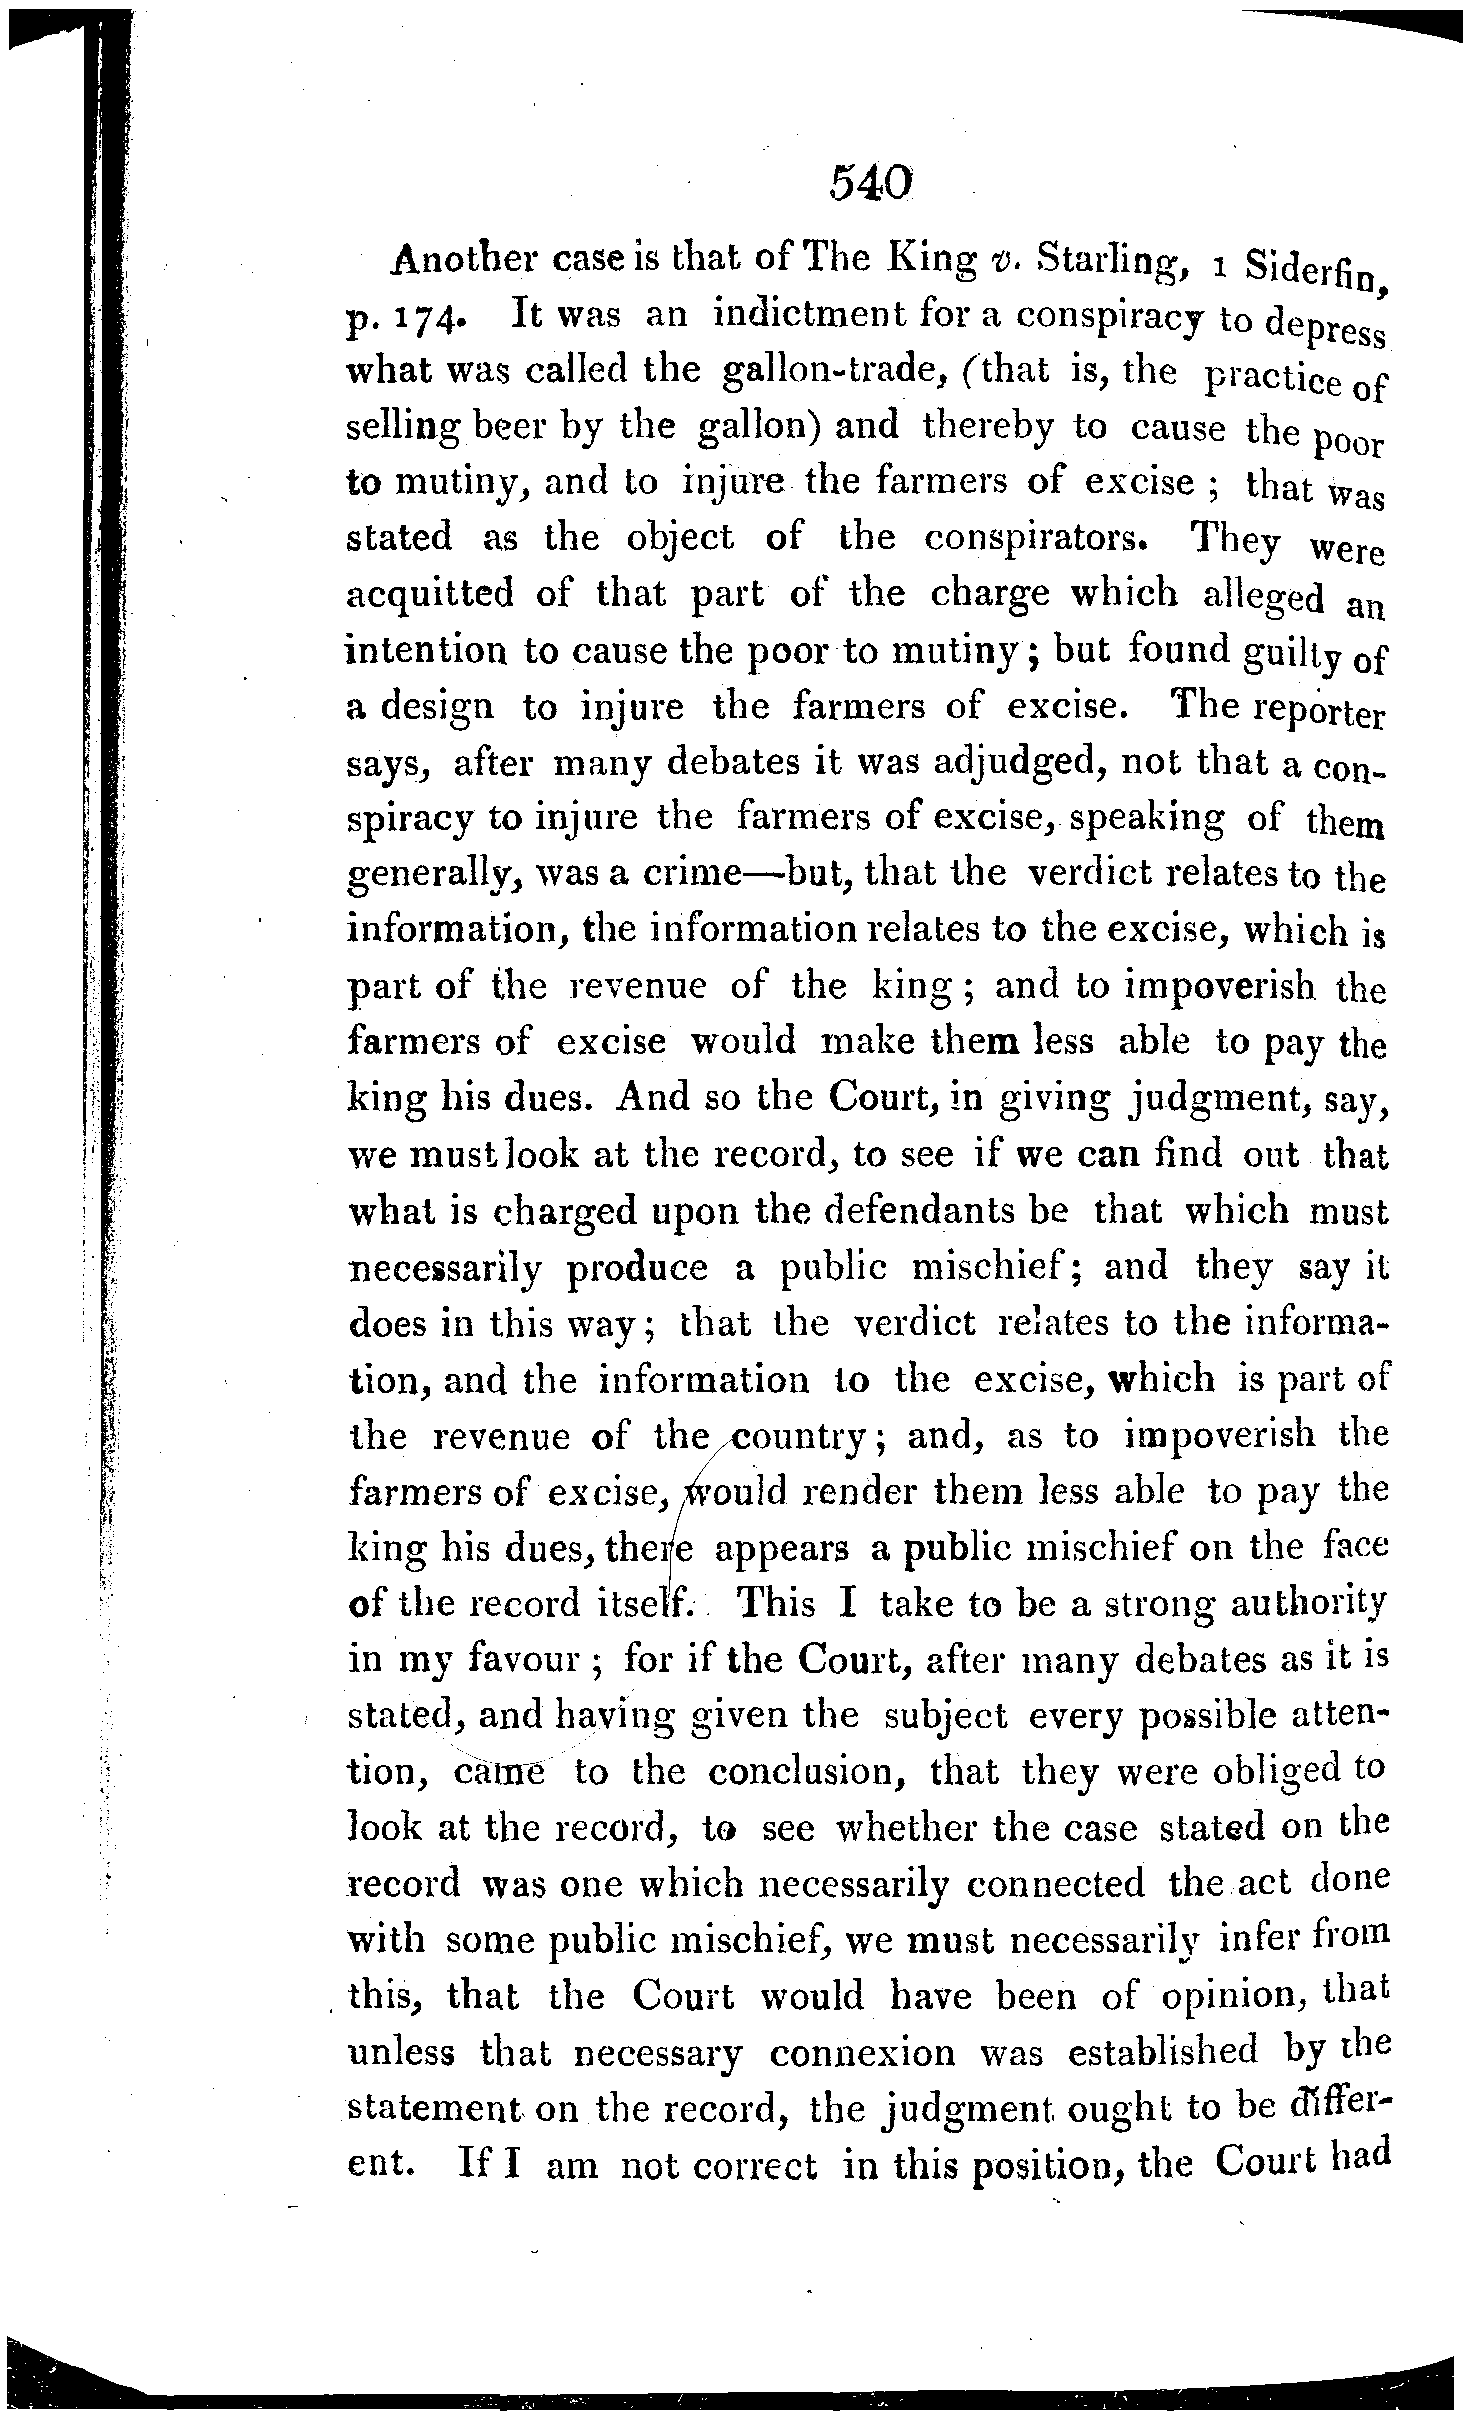 540
Another case is that of The King v. Starling, 1 Siderfin,
p. 174. It was an indictment for a conspiracy to depress
what was called the gallon-trade, (that is, the practice of
selling beer by the gallon) and thereby to cause the poor
to mutiny, and to injure the farmers of excise ; that was
stated as the object of the conspirators. They were
acquitted of that part of the charge which alleged an
intention to cause the poor to mutiny; but found guilty of
a design to injure the farmers of excise. The reporter
says, after many debates it was adjudged, not that a con-
spiracy to injure the farmers of excise, speaking of them
generally, was a crime—but, that the verdict relates to the
information, the information relates to the excise, which is
part of the revenue of the king ; and to impoverish the
farmers of excise would make them less able to pay the
king his dues. And so the Court, in giving judgment, say,
we must look at the record, to see if we can find out that
what is charged upon the defendants be that which must
necessarily produce a public mischief; and they say it
does in this way; that the verdict relates to the informa-
tion, and the information to the excise, which is part of
the revenue of the country; and, as to impoverish the
farmers of excise, would render them less able to pay the
king his dues, there appears a public mischief on the face
of the record itself. This I take to be a strong authority
in my favour ; for if the Court, after many debates as it is
stated, and having given the subject every possible atten-
tion, came to the conclusion, that they were obliged to
look at the record, to see whether the case stated on the
record was one which necessarily connected the act done
with some public mischief, we must necessarily infer from
this, that the Court would have been of opinion, that
unless that necessary connexion was established by the
statement on the record, the judgment ought to be differ-
ent. If I am not correct in this position, the Court had